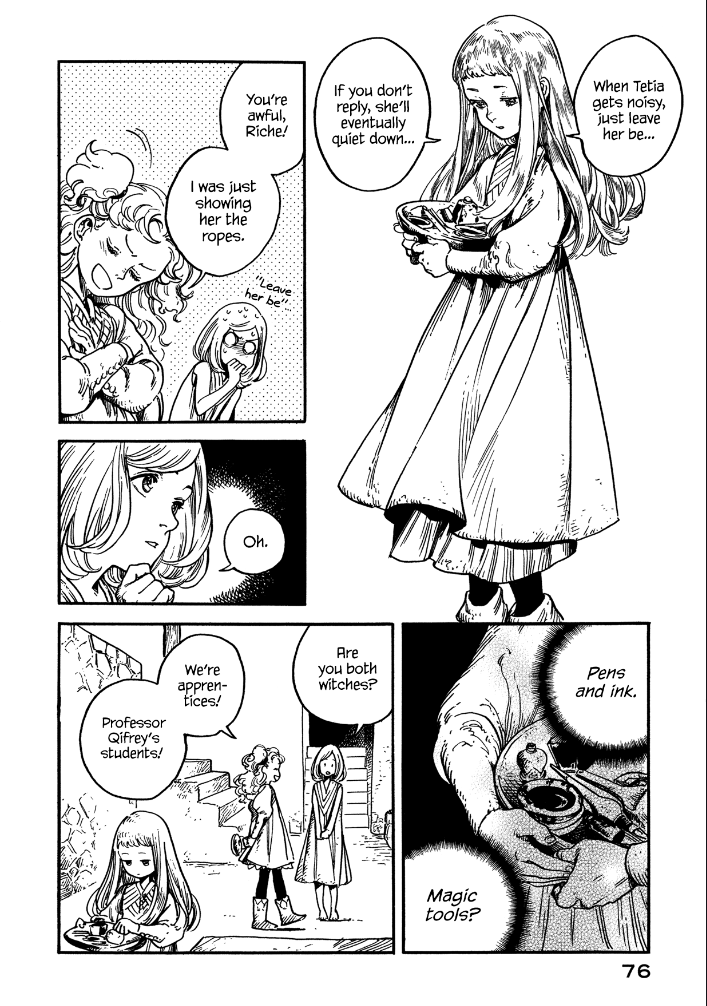 When Tetia
gets noisy,
just leave
her be...
If you don't
reply, she'll
eventually
quiet down...
You're
awful,
Riche!
I was just
showing
her the
ropes.
"Leave
her be"...
Oh.
Pens
and ink.
Magic
tools?
Are
you both
witches?
We're
appren-
tices!
Professor
Qifrey's
students!
76